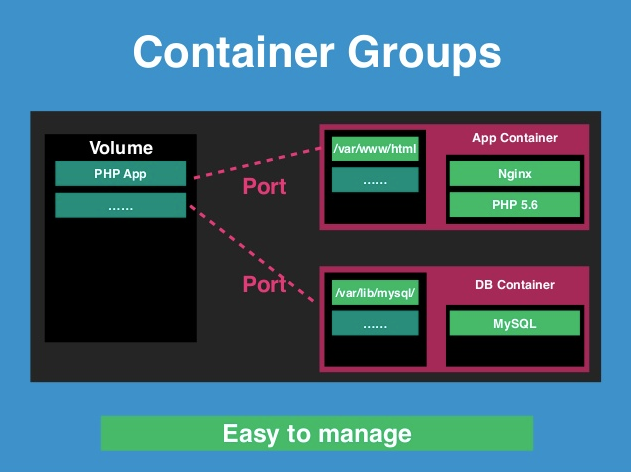 Container Groups
Volume
PHP App
......
Port
Port
/var/www/html
......
App Container
Nginx
PHP 5.6
/var/lib/mysql/
......
DB Container
MySQL
Easy to manage